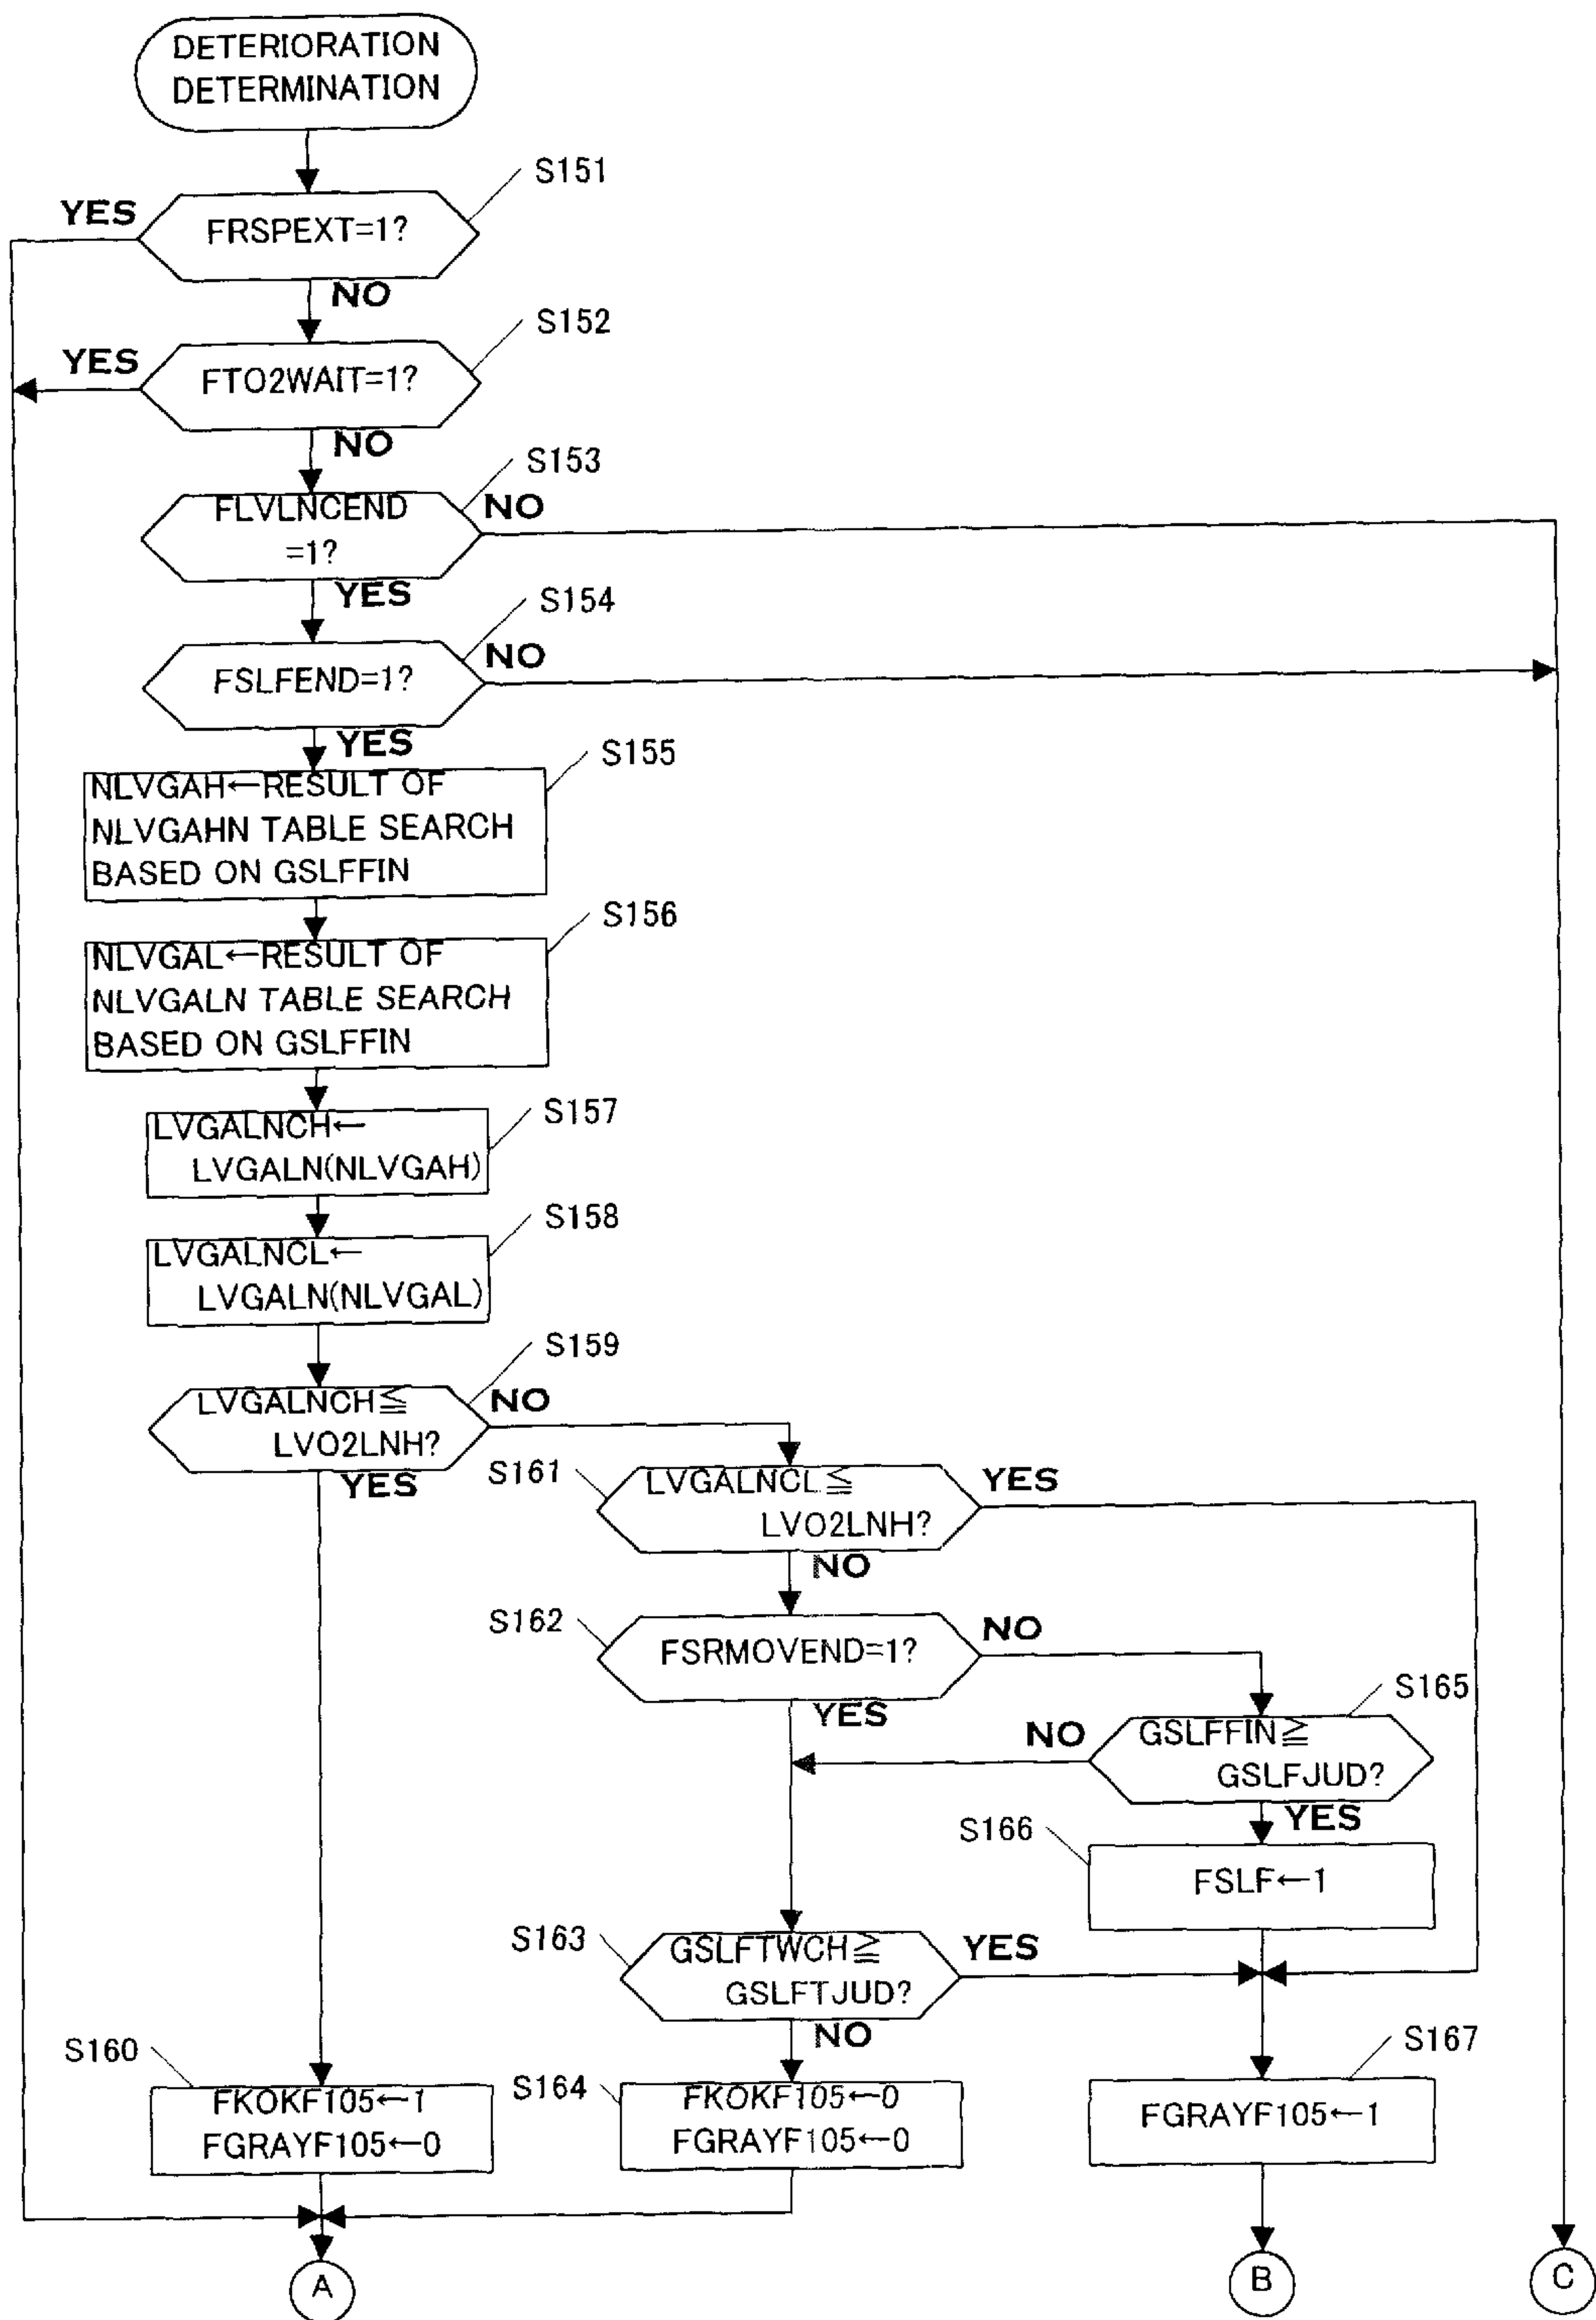 DETERIORATION
DETERMINATION
S151
YES
FRSPEXT=1?
NO
S152
YES
FTO2WAIT=1?
NO
S153
FLVLNCEND
=1?
NO
YES
S154
FSLFEND=1?
NO
YES
S155
NLVGAH←RESULT OF
NLVGAHN TABLE SEARCH
BASED ON GSLFFIN
S156
NLVGAL←RESULT OF
NLVGALN TABLE SEARCH
BASED ON GSLFFIN
S157
LVGALNCH←
LVGALN(NLVGAH)
S158
LVGALNCL←
LVGALN(NLVGAL)
S159
LVGALNCH≦
LVO2LNH?
NO
YES
S161
LVGALNCL≦
LVO2LNH?
YES
NO
S162
FSRMOVEND=1?
NO
YES
S165
NO
GSLFFIN≧
GSLFJUD?
YES
S166
FSLF←1
S163
GSLFTWCH≧
GSLFTJUD?
YES
NO
S160
FKOKF105←1
FGRAYF105←0
S164
FKOKF105←0
FGRAYF105←0
S167
FGRAYF105←1
A
B
C